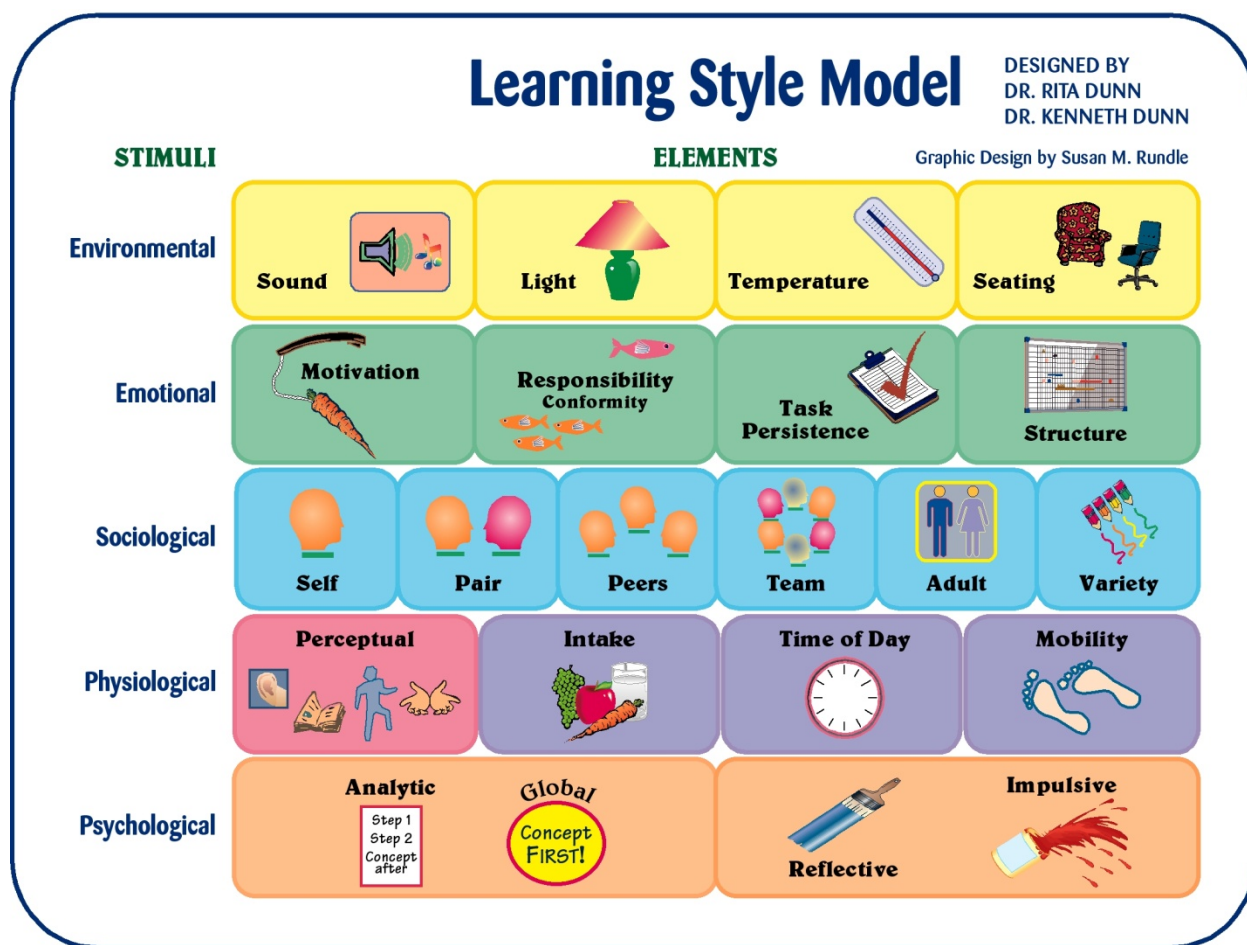 Learning Style Model
DESIGNED BY
DR. RITA DUNN
DR. KENNETH DUNN
STIMULI
ELEMENTS
Graphic Design by Susan M. Rundle
Environmental
Sound
Light
Temperature
Seating
Emotional
Motivation
Responsibility
Conformity
Task
Persistence
Structure
Sociological
Self
Pair
Peers
Team
Adult
Variety
Physiological
Perceptual
Intake
Time of Day
Mobility
Psychological
Analytic
Step 1
Step 2
Concept
after
Global
Concept
FIRST!
Reflective
Impulsive